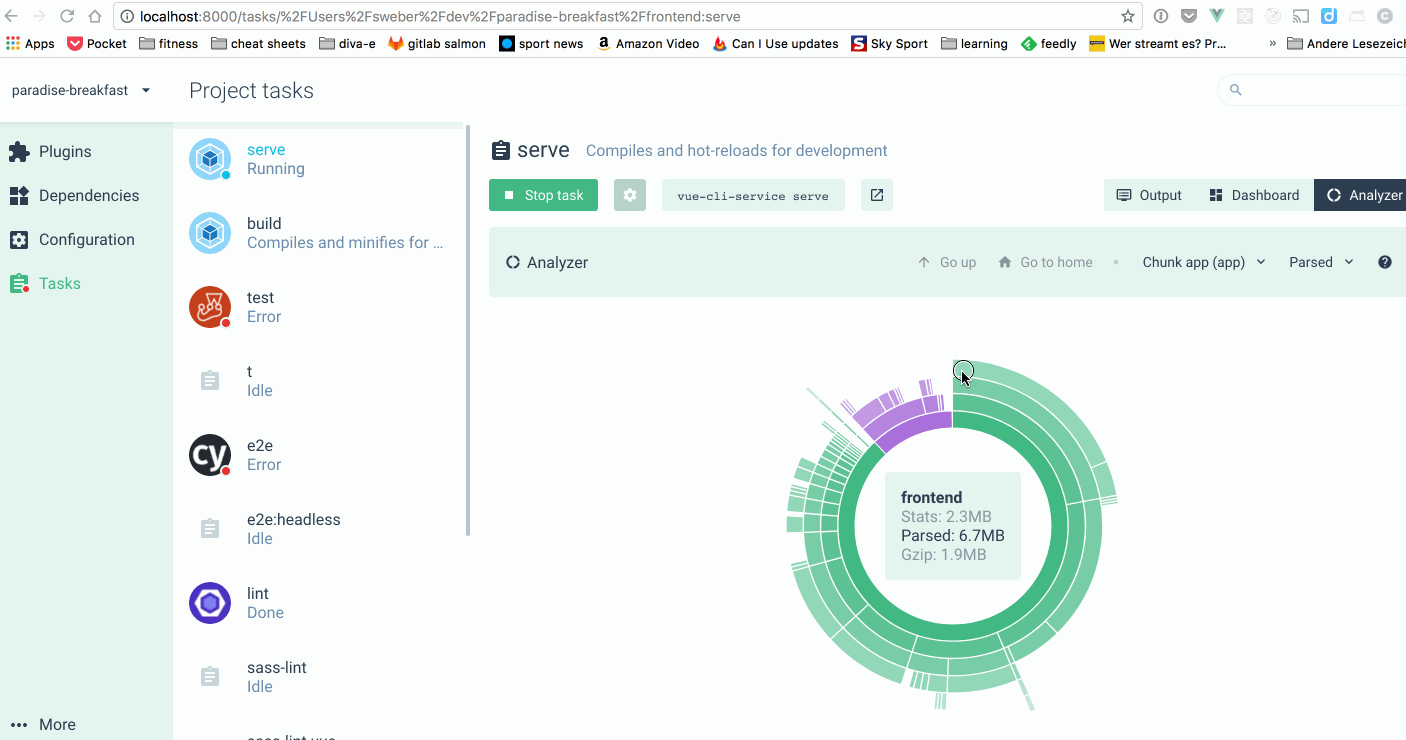 localhost:8000/tasks/%2FUsers%2Fsweber%2Fdev%2Fparadise-breakfast%2Ffrontend:serve
Apps Pocket fitness cheat sheets diva-e gitlab salmon sport news Amazon Video Can I Use updates Sky Sport learning feedly Wer streamt es? Pr... » Andere Lesezeich
paradise-breakfast
Project tasks
Plugins
Dependencies
Configuration
Tasks
More
serve
Running
build
Compiles and minifies for ...
test
Error
t
Idle
cy
e2e
Error
e2e:headless
Idle
lint
Done
sass-lint
Idle
serve Compiles and hot-reloads for development
Stop task vue-cli-service serve Output Dashboard Analyzer
Analyzer Go up Go to home Chunk app (app) Parsed
frontend
Stats: 2.3MB
Parsed: 6.7MB
Gzip: 1.9MB